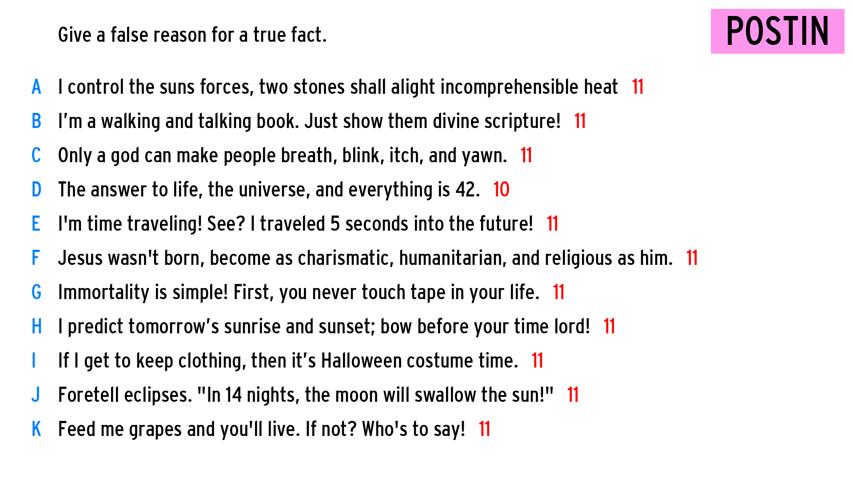 Give a false reason for a true fact.
POSTIN
A I control the suns forces, two stones shall alight incomprehensible heat 11
B I'm a walking and talking book. Just show them divine scripture! 11
C Only a god can make people breath, blink, itch, and yawn. 11
D The answer to life, the universe, and everything is 42. 10
E I'm time traveling! See? I traveled 5 seconds into the future! 11
F Jesus wasn't born, become as charismatic, humanitarian, and religious as him. 11
G Immortality is simple! First, you never touch tape in your life. 11
H I predict tomorrow's sunrise and sunset; bow before your time lord! 11
I If I get to keep clothing, then it's Halloween costume time. 11
J Foretell eclipses. "In 14 nights, the moon will swallow the sun!" 11
K Feed me grapes and you'll live. If not? Who's to say! 11